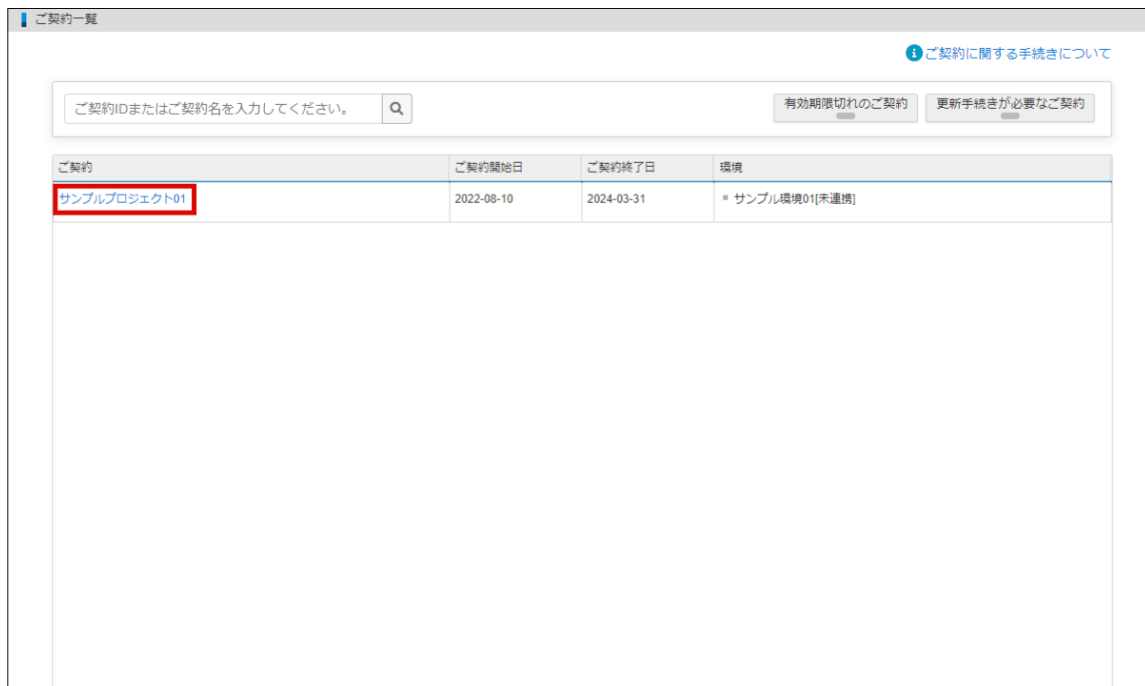 ご契約一覧
ご契約に関する手続きについて
ご契約IDまたはご契約名を入力してください。
有効期限切れのご契約 更新手続きが必要なご契約
ご契約 ご契約開始日 ご契約終了日 環境
サンプルプロジェクト01 2022-08-10 2024-03-31 サンプル環境01[未連携]